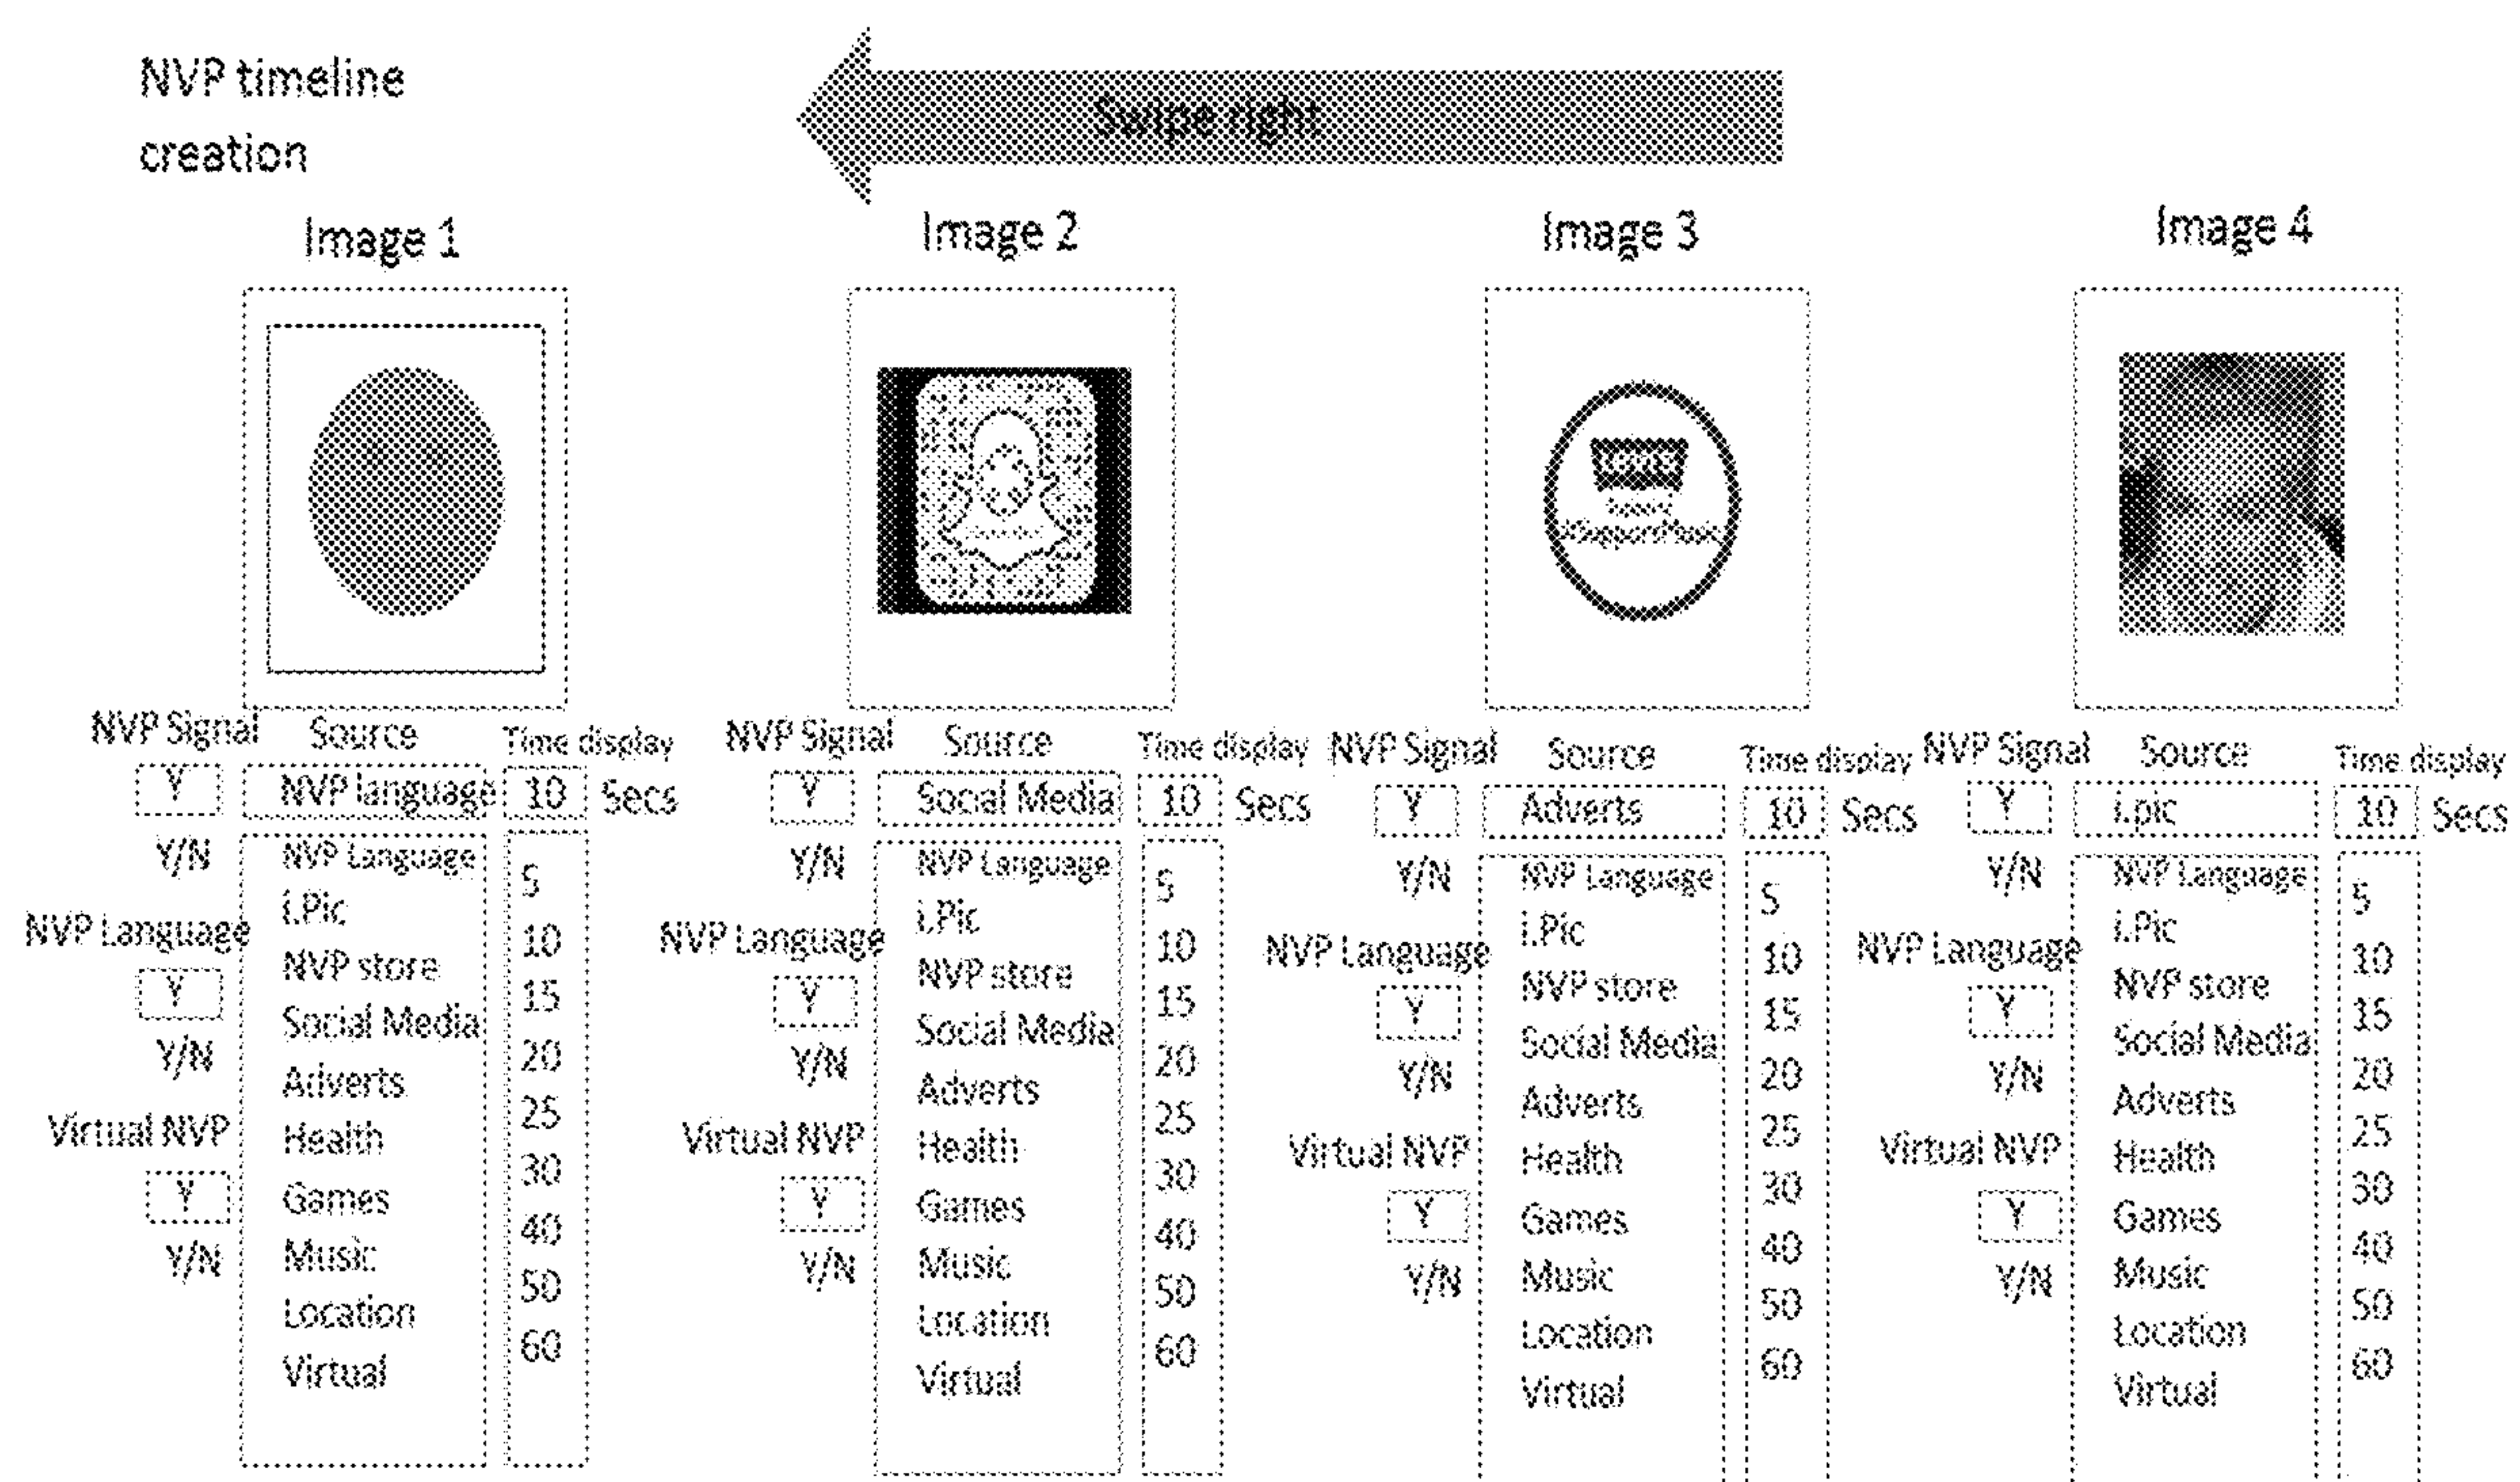 NVP timeline
creation
Swipe right
Image 1
Image 2
Image 3
Image 4
NVP Signal Source Time display
Y NVP language 10 Secs
Y/N
NVP Language
Y
Y/N
Virtual NVP
Y
Y/N
NVP Language
i.Pic
NVP store
Social Media
Adverts
Health
Games
Music
Location
Virtual
5
10
15
20
25
30
40
50
60
NVP Signal Source Time display
Y Social Media 10 Secs
Y/N
NVP Language
Y
Y/N
Virtual NVP
Y
Y/N
NVP Language
i.Pic
NVP store
Social Media
Adverts
Health
Games
Music
Location
Virtual
5
10
15
20
25
30
40
50
60
NVP Signal Source Time display
Y Adverts 10 Secs
Y/N
NVP Language
Y
Y/N
Virtual NVP
Y
Y/N
NVP Language
i.Pic
NVP store
Social Media
Adverts
Health
Games
Music
Location
Virtual
5
10
15
20
25
30
40
50
60
NVP Signal Source Time display
Y i.pic 10 Secs
Y/N
NVP Language
Y
Y/N
Virtual NVP
Y
Y/N
NVP Language
i.Pic
NVP store
Social Media
Adverts
Health
Games
Music
Location
Virtual
5
10
15
20
25
30
40
50
60